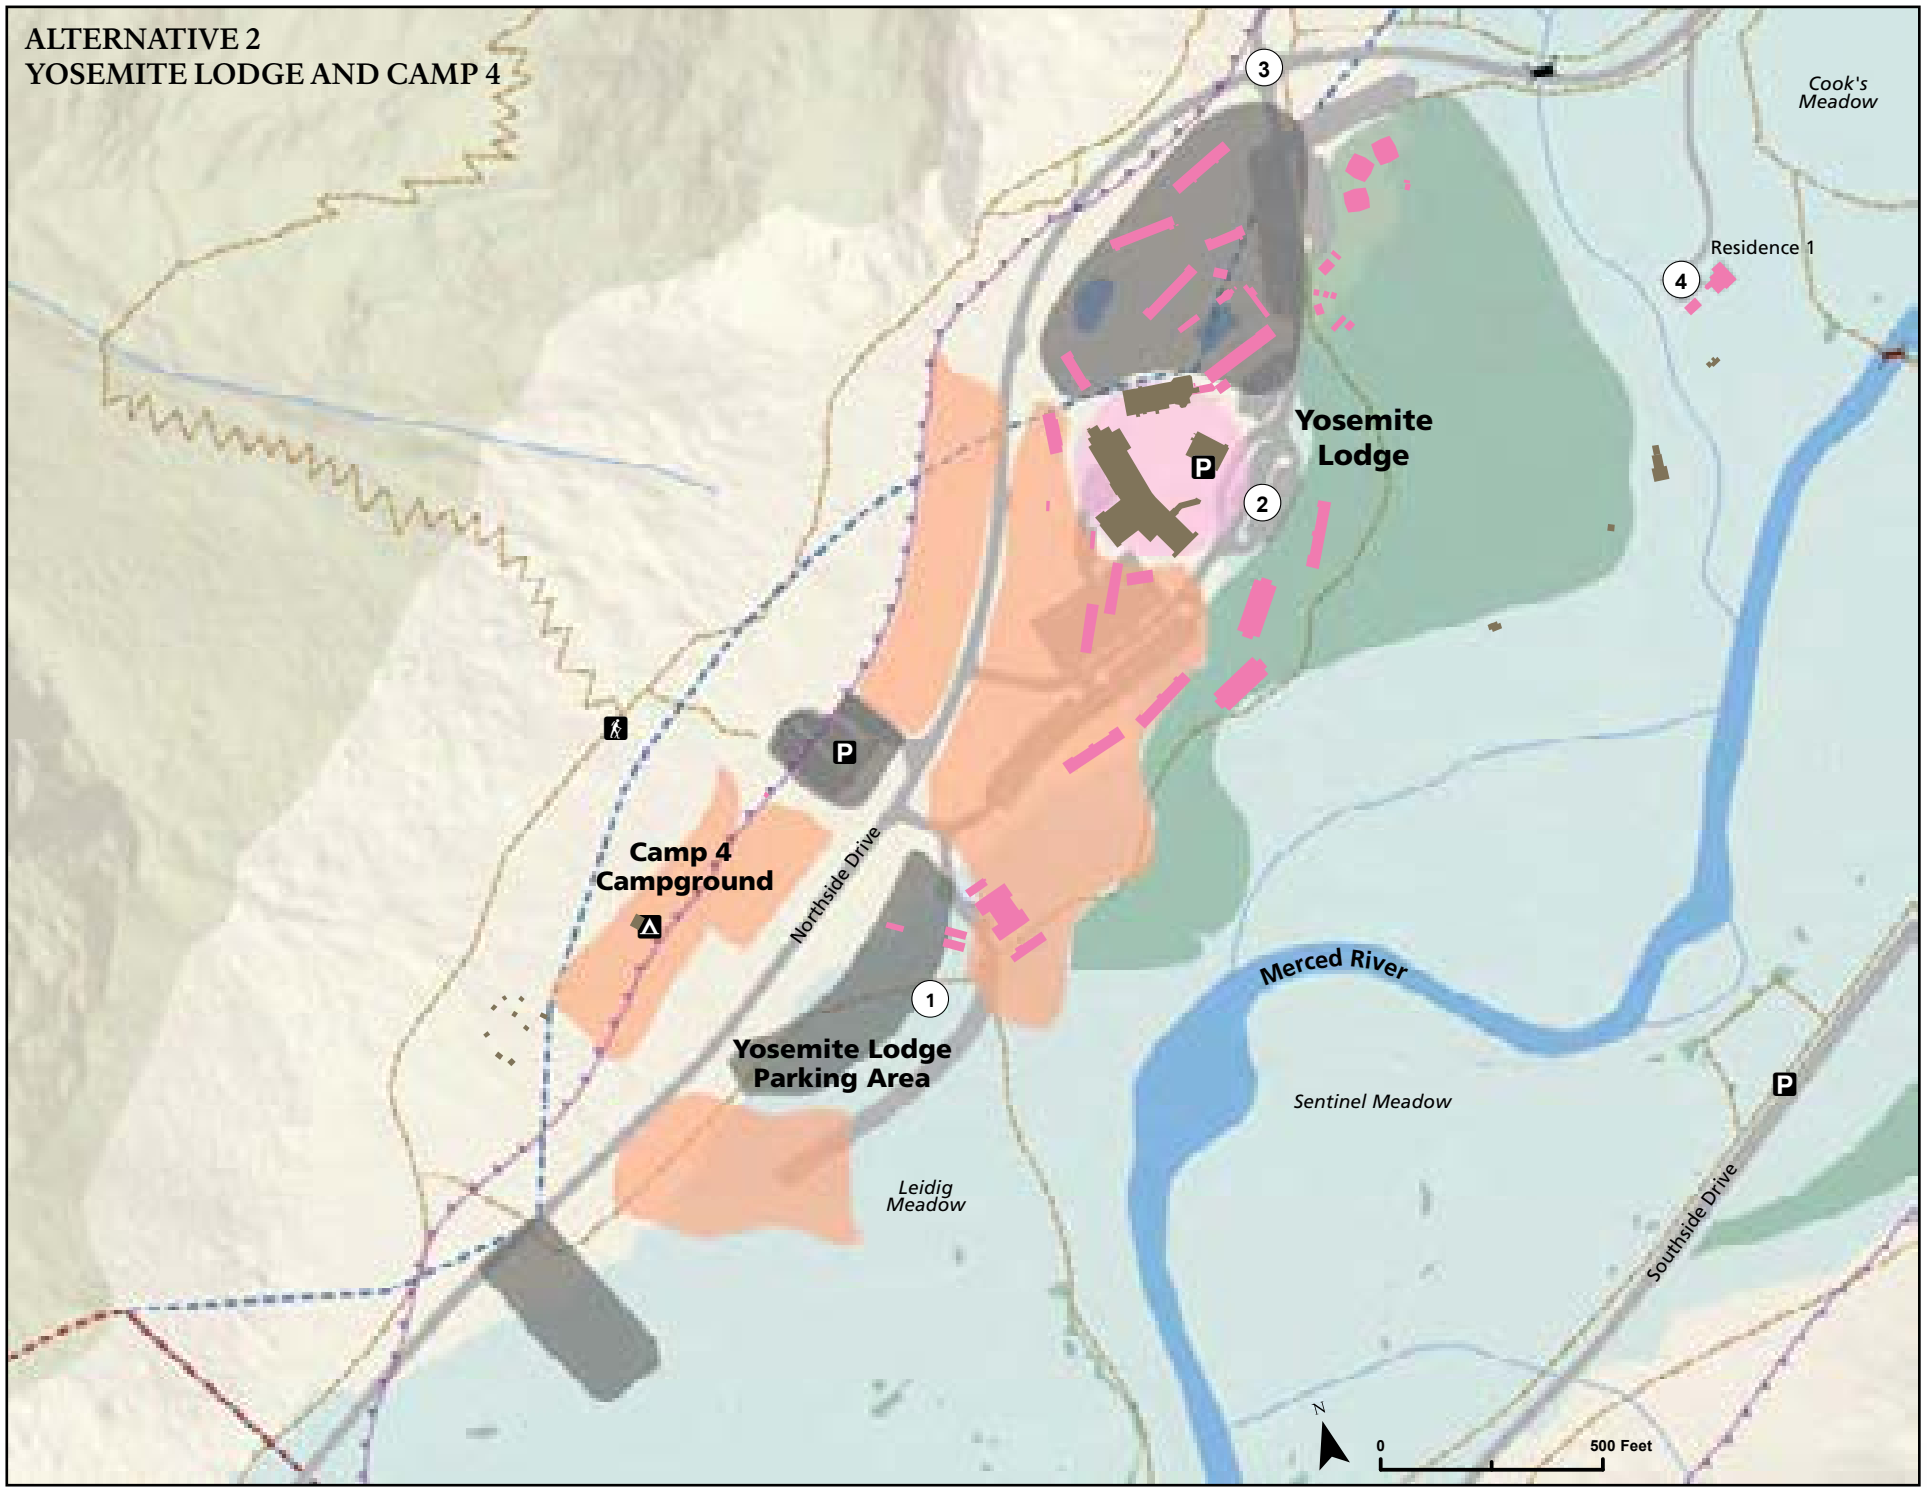 ALTERNATIVE 2
YOSEMITE LODGE AND CAMP 4
3
Cook's
Meadow
Residence 1
4
Yosemite
Lodge
P
2
P
Camp 4
Campground
Northside Drive
1
Merced River
Yosemite Lodge
Parking Area
Sentinel Meadow
P
Leidig
Meadow
Southside Drive
N
0
500 Feet